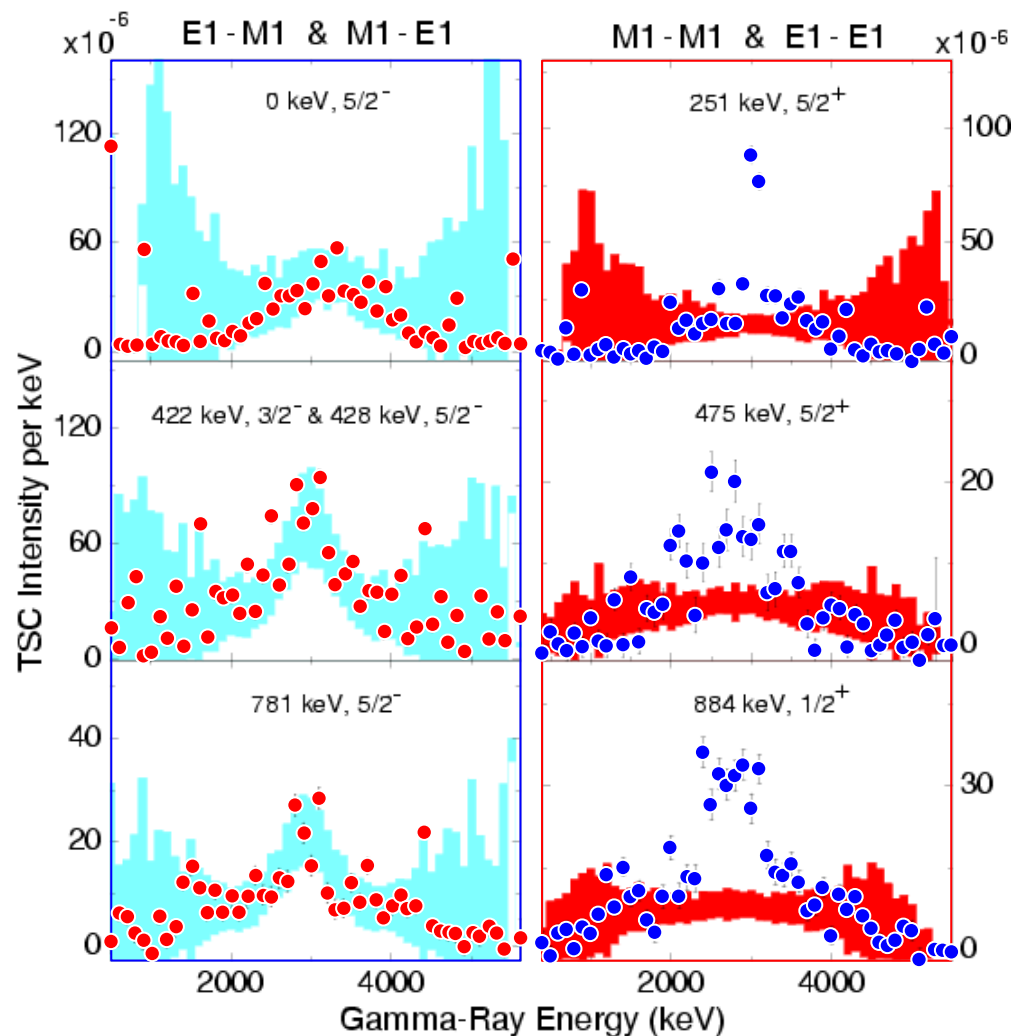 x10⁻⁶ E1-M1 & M1-E1 M1-M1 & E1-E1 x10⁻⁶
0 keV, 5/2⁻
251 keV, 5/2⁺
120
100
60
50
0
0
422 keV, 3/2⁻ & 428 keV, 5/2⁻
475 keV, 5/2⁺
120
20
60
0
0
781 keV, 5/2⁻
884 keV, 1/2⁺
40
30
20
0
0
2000 4000 2000 4000
Gamma-Ray Energy (keV)
TSC Intensity per keV